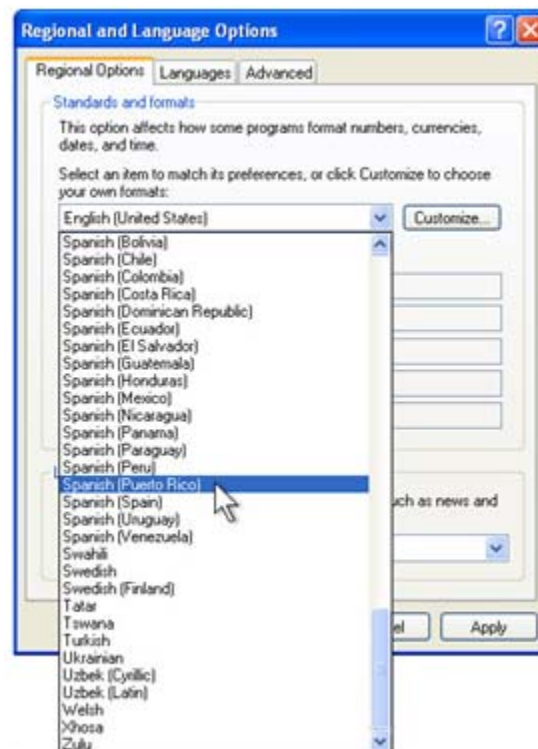 Regional and Language Options
Regional Options Languages Advanced
Standards and formats
This option affects how some programs format numbers, currencies,
dates, and time.
Select an item to match its preferences, or click Customize to choose
your own formats:
English (United States) Customize...
Spanish (Bolivia)
Spanish (Chile)
Spanish (Colombia)
Spanish (Costa Rica)
Spanish (Dominican Republic)
Spanish (Ecuador)
Spanish (El Salvador)
Spanish (Guatemala)
Spanish (Honduras)
Spanish (Mexico)
Spanish (Nicaragua)
Spanish (Panama)
Spanish (Paraguay)
Spanish (Peru)
Spanish (Puerto Rico)
Spanish (Spain) such as news and
Spanish (Uruguay)
Spanish (Venezuela)
Swahili
Swedish
Swedish (Finland)
Tatar
Tswana el Apply
Turkish
Ukrainian
Uzbek (Cyrillic)
Uzbek (Latin)
Welsh
Xhosa
Zulu